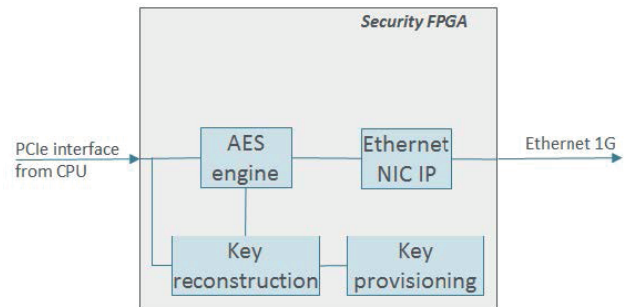 Security FPGA
PCIe interface
from CPU
AES
engine
Ethernet
NIC IP
Ethernet 1G
Key
reconstruction
Key
provisioning